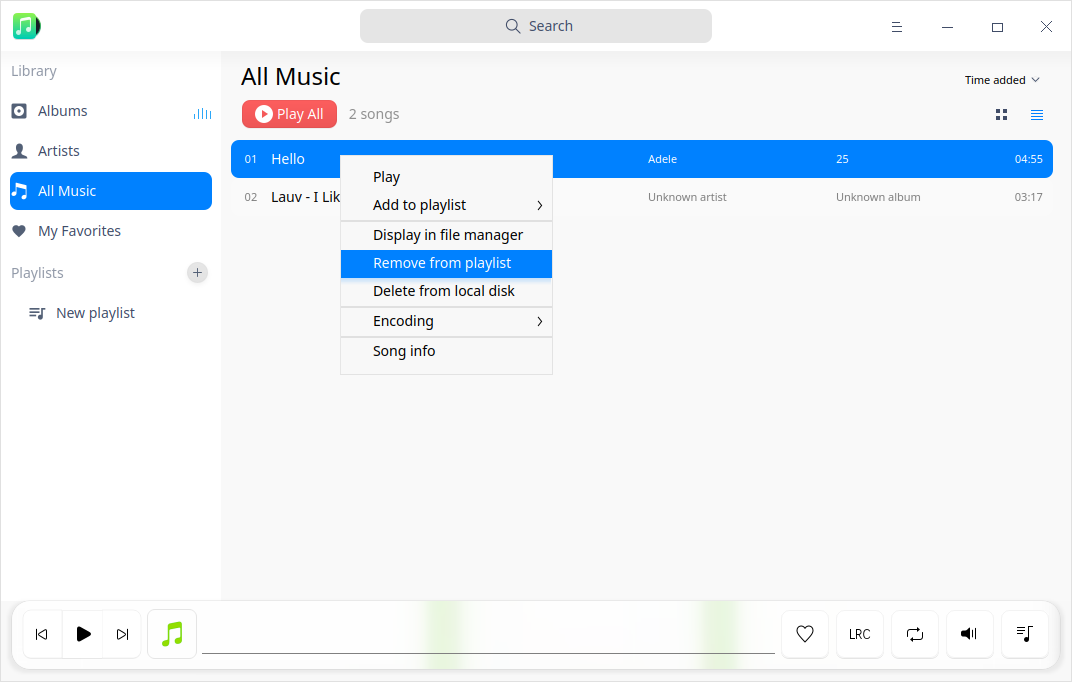 Search
Library
Albums
Artists
All Music
My Favorites
Playlists
New playlist
All Music
Time added
Play All
2 songs
01 Hello Adele 25 04:55
02 Lauv - I Lik Unknown artist Unknown album 03:17
Play
Add to playlist
Display in file manager
Remove from playlist
Delete from local disk
Encoding
Song info
LRC